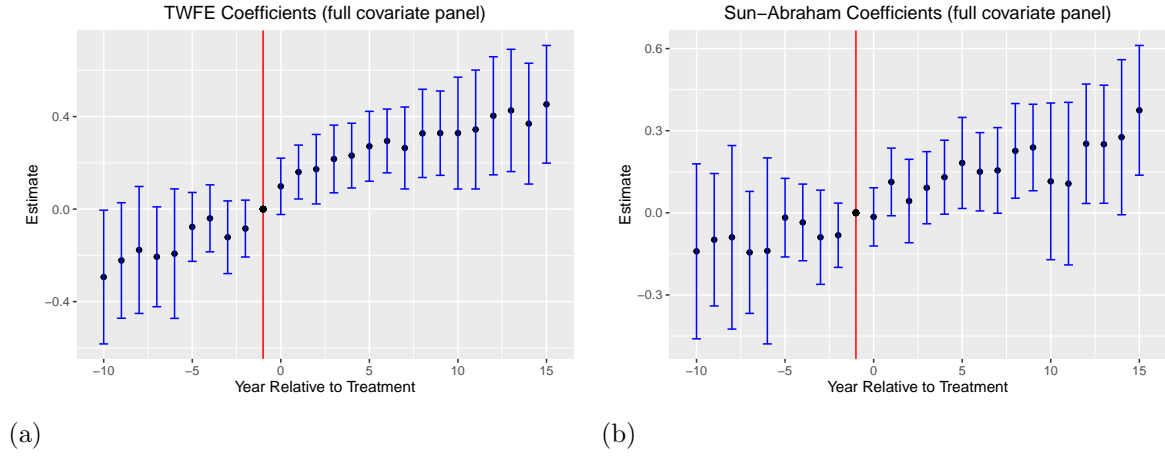 TWFE Coefficients (full covariate panel)
0.4
0.0
−0.4
Estimate
−10
−5
0
5
10
15
Year Relative to Treatment
(a)
Sun−Abraham Coefficients (full covariate panel)
0.6
0.3
0.0
−0.3
Estimate
−10
−5
0
5
10
15
Year Relative to Treatment
(b)